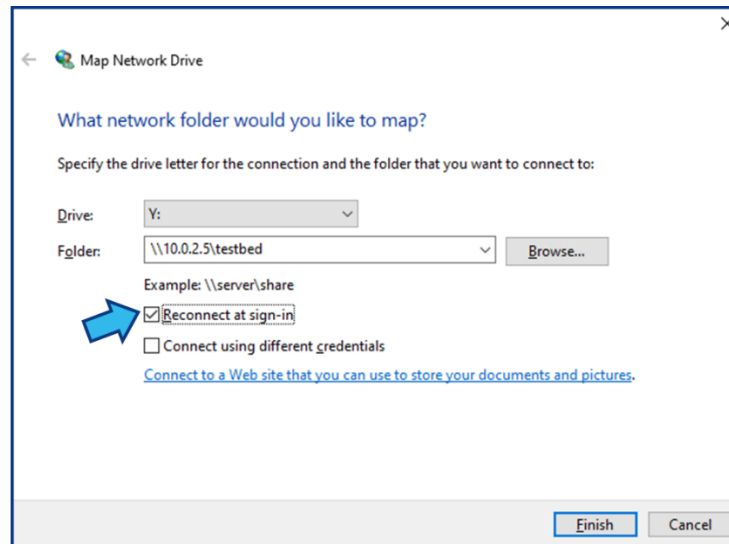 Map Network Drive
What network folder would you like to map?
Specify the drive letter for the connection and the folder that you want to connect to:
Drive: Y:
Folder: \\10.0.2.5\testbed Browse...
Example: \\server\share
Reconnect at sign-in
Connect using different credentials
Connect to a Web site that you can use to store your documents and pictures.
Finish Cancel